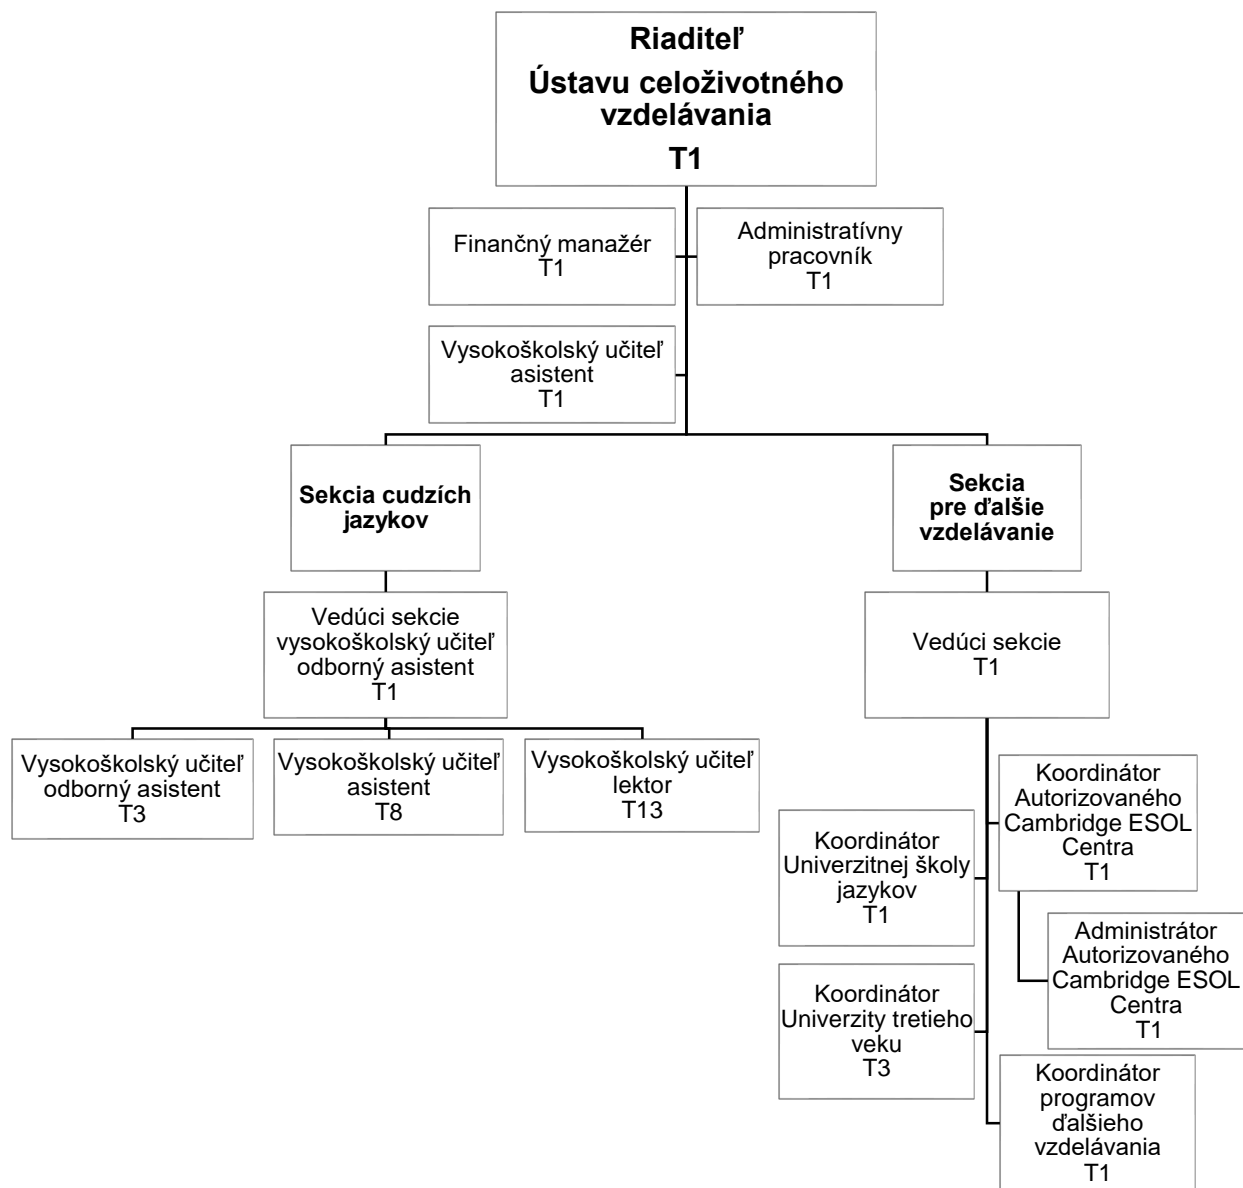 Riaditeľ
Ústavu celoživotného
vzdelávania
T1
Finančný manažér
T1
Administratívny
pracovník
T1
Vysokoškolský učiteľ
asistent
T1
Sekcia cudzích
jazykov
Sekcia
pre ďalšie
vzdelávanie
Vedúci sekcie
vysokoškolský učiteľ
odborný asistent
T1
Vedúci sekcie
T1
Vysokoškolský učiteľ
odborný asistent
T3
Vysokoškolský učiteľ
asistent
T8
Vysokoškolský učiteľ
lektor
T13
Koordinátor
Univerzitnej školy
jazykov
T1
Koordinátor
Autorizovaného
Cambridge ESOL
Centra
T1
Administrátor
Autorizovaného
Cambridge ESOL
Centra
T1
Koordinátor
Univerzity tretieho
veku
T3
Koordinátor
programov
ďalšieho
vzdelávania
T1